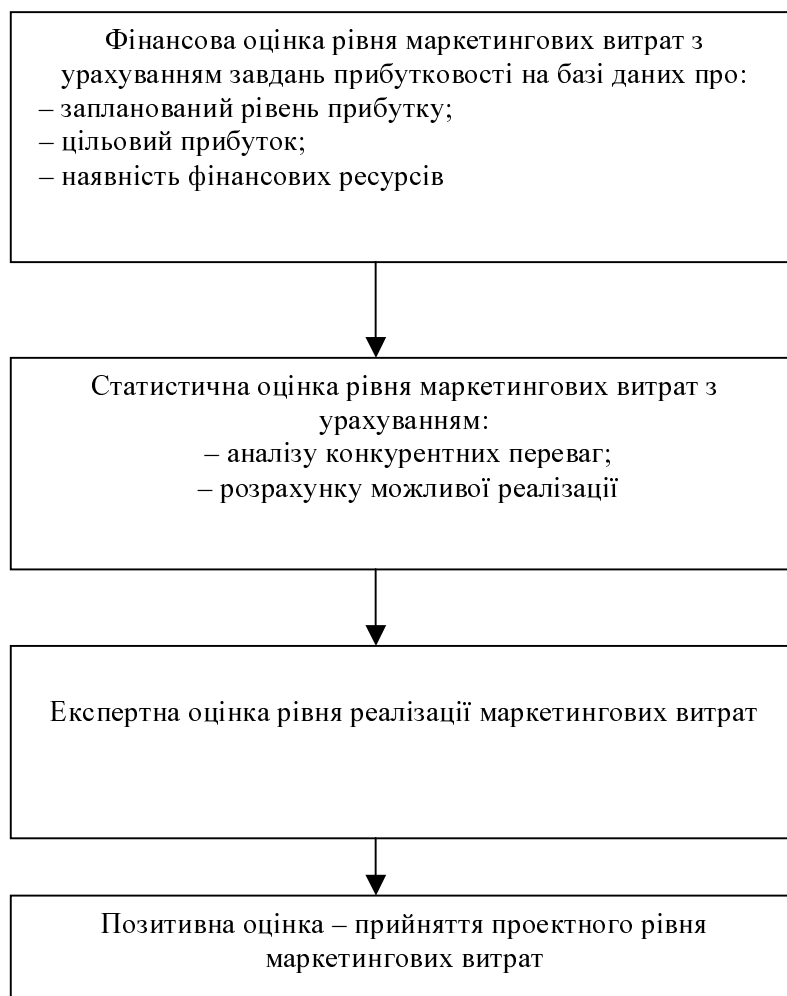 Фінансова оцінка рівня маркетингових витрат з
урахуванням завдань прибутковості на базі даних про:
– запланований рівень прибутку;
– цільовий прибуток;
– наявність фінансових ресурсів
Статистична оцінка рівня маркетингових витрат з
урахуванням:
– аналізу конкурентних переваг;
– розрахунку можливої реалізації
Експертна оцінка рівня реалізації маркетингових витрат
Позитивна оцінка – прийняття проектного рівня
маркетингових витрат